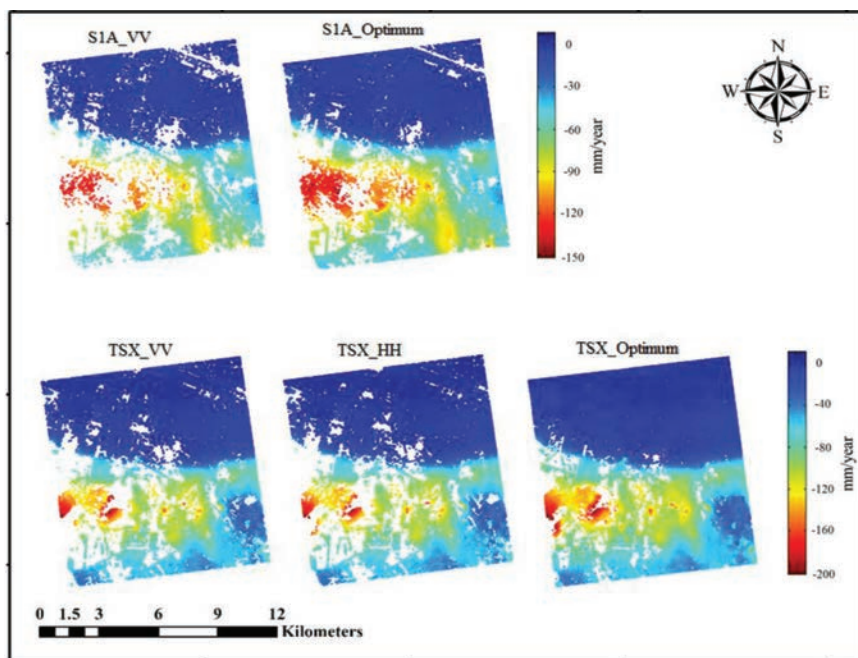 S1A_VV
S1A_Optimum
0
-30
-60
-90
-120
-150
mm/year
N
W
E
S
TSX_VV
TSX_HH
TSX_Optimum
0
-40
-80
-120
-160
-200
mm/year
0 1.5 3 6 9 12
Kilometers